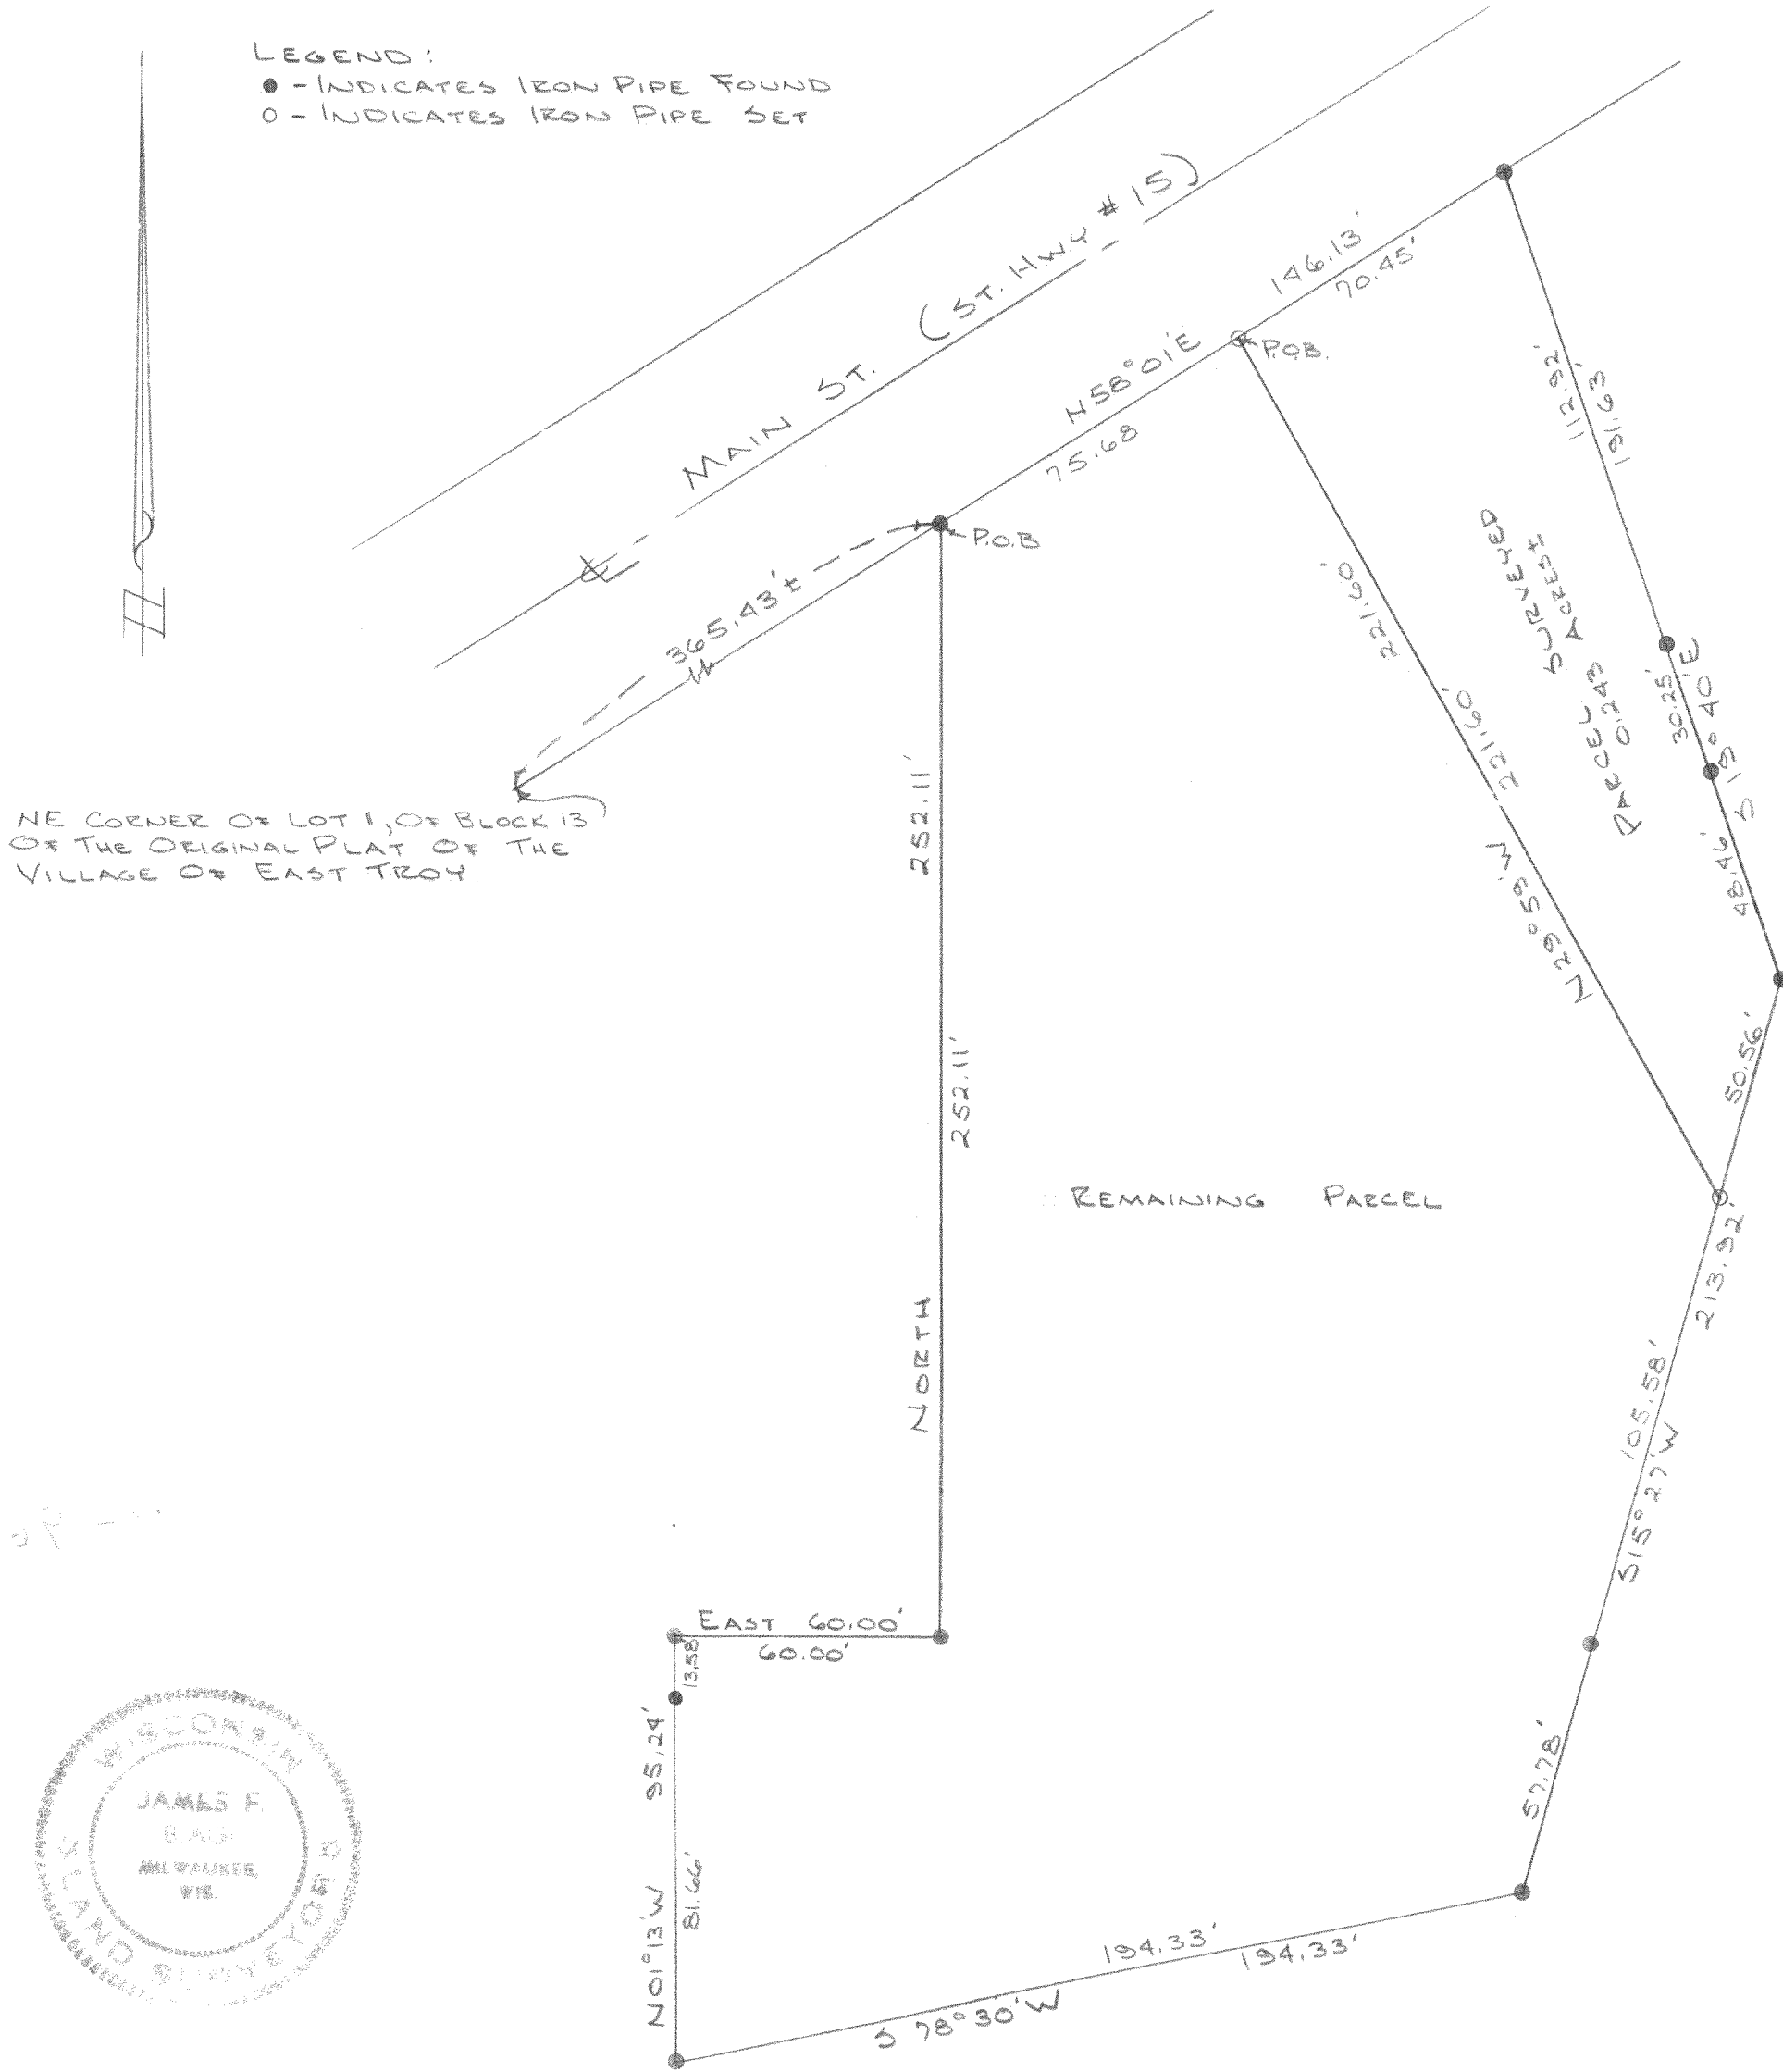 LEGEND:
● - INDICATES IRON PIPE FOUND
○ - INDICATES IRON PIPE SET
MAIN ST. (ST. HWY # 15)
146.13'
70.45'
P.O.B.
N58°01'E
75.68
P.O.B
365.43'±
112.92'
191.63'
SURVEYED
PARCEL
0.243 ACRES±
221.60'
221.60'
N29°59'W
30.25'
S 19°40'E
48.46'
50.56'
NE CORNER OF LOT 1, OF BLOCK 13
OF THE ORIGINAL PLAT OF THE
VILLAGE OF EAST TROY
252.11'
252.11'
NORTH
REMAINING PARCEL
213.92'
105.58'
S15°27'W
57.78'
EAST 60.00'
60.00'
13.58
95.24'
81.66'
N01°13'W
194.33'
194.33'
S 78°30'W
WISCONSIN
JAMES F.
MILWAUKEE,
WIS.
LAND SURVEYOR